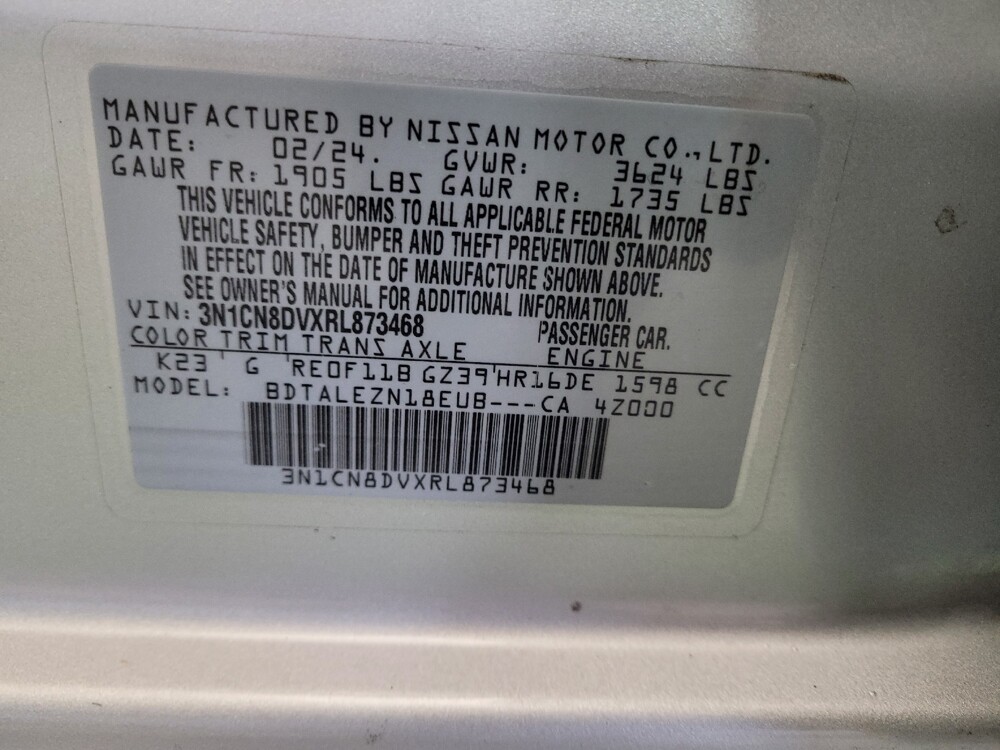 MANUFACTURED BY NISSAN MOTOR CO., LTD.
DATE: 02/24. GVWR: 3624 LBS
GAWR FR: 1905 LBS GAWR RR: 1735 LBS
THIS VEHICLE CONFORMS TO ALL APPLICABLE FEDERAL MOTOR
VEHICLE SAFETY, BUMPER AND THEFT PREVENTION STANDARDS
IN EFFECT ON THE DATE OF MANUFACTURE SHOWN ABOVE.
SEE OWNER'S MANUAL FOR ADDITIONAL INFORMATION.
VIN: 3N1CN8DVXRL873468 PASSENGER CAR.
COLOR TRIM TRANS AXLE ENGINE
K23 G RE0F11B GZ39 HR16DE 1598 CC
MODEL: BDTALEZN18EUB---CA 4Z000
3N1CN8DVXRL873468